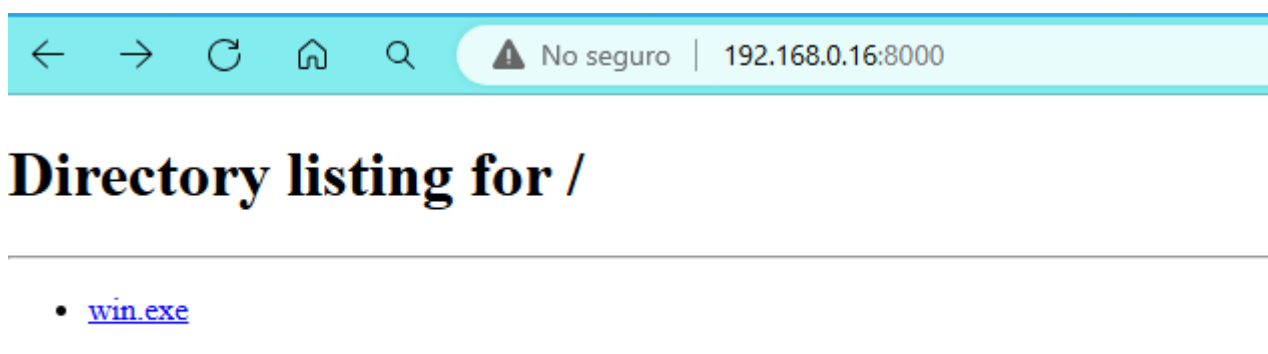 No seguro | 192.168.0.16:8000
Directory listing for /
• win.exe